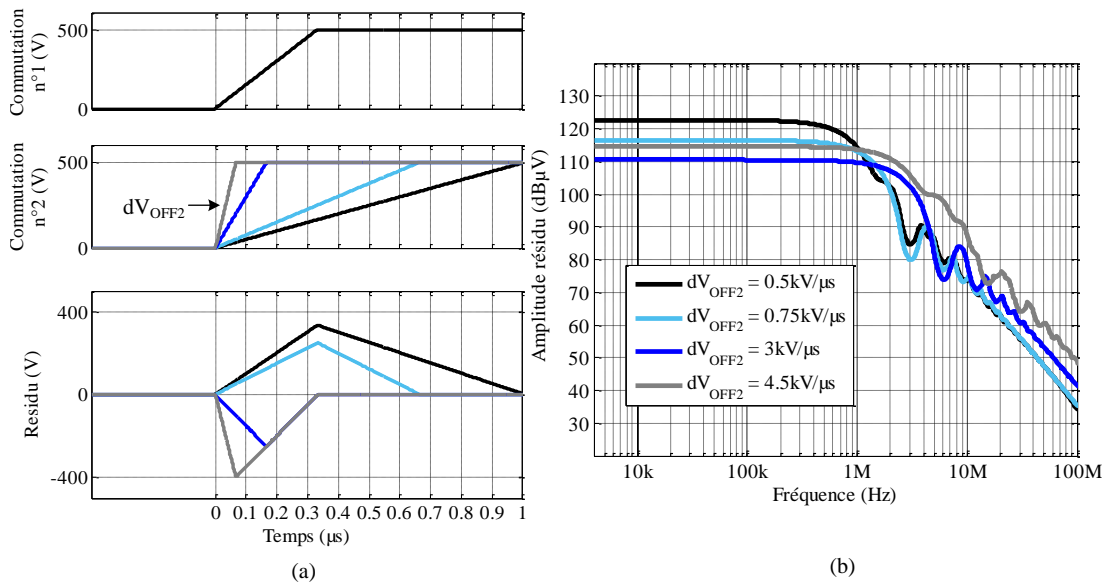 Commutation
n°1 (V)
500
0
Commutation
n°2 (V)
500
0
dV_OFF2
Residu (V)
400
0
-400
0 0.1 0.2 0.3 0.4 0.5 0.6 0.7 0.8 0.9 1
Temps (µs)
(a)
Amplitude résidu (dBµV)
130
120
110
100
90
80
70
60
50
40
30
dV_OFF2 = 0.5kV/µs
dV_OFF2 = 0.75kV/µs
dV_OFF2 = 3kV/µs
dV_OFF2 = 4.5kV/µs
10k 100k 1M 10M 100M
Fréquence (Hz)
(b)